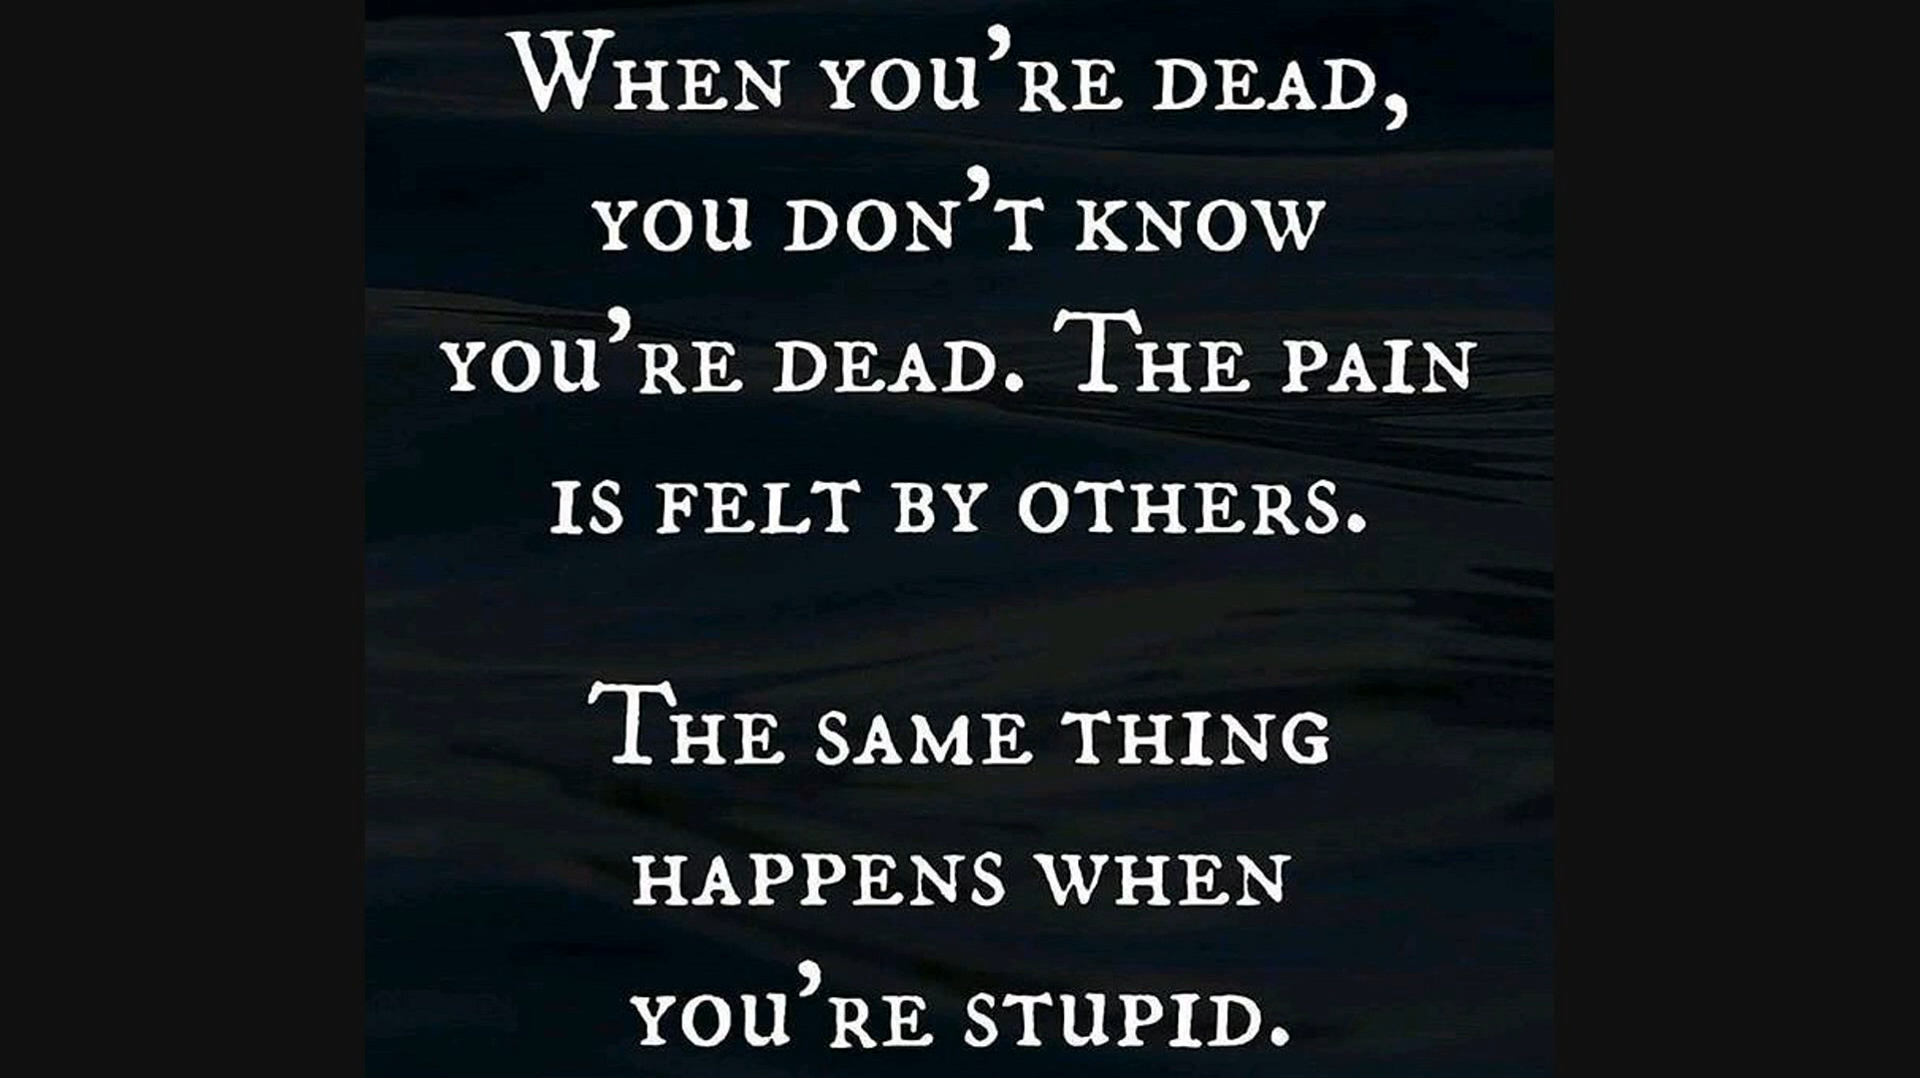 When you're dead,
you don't know
you're dead. The pain
is felt by others.
The same thing
happens when
you're stupid.